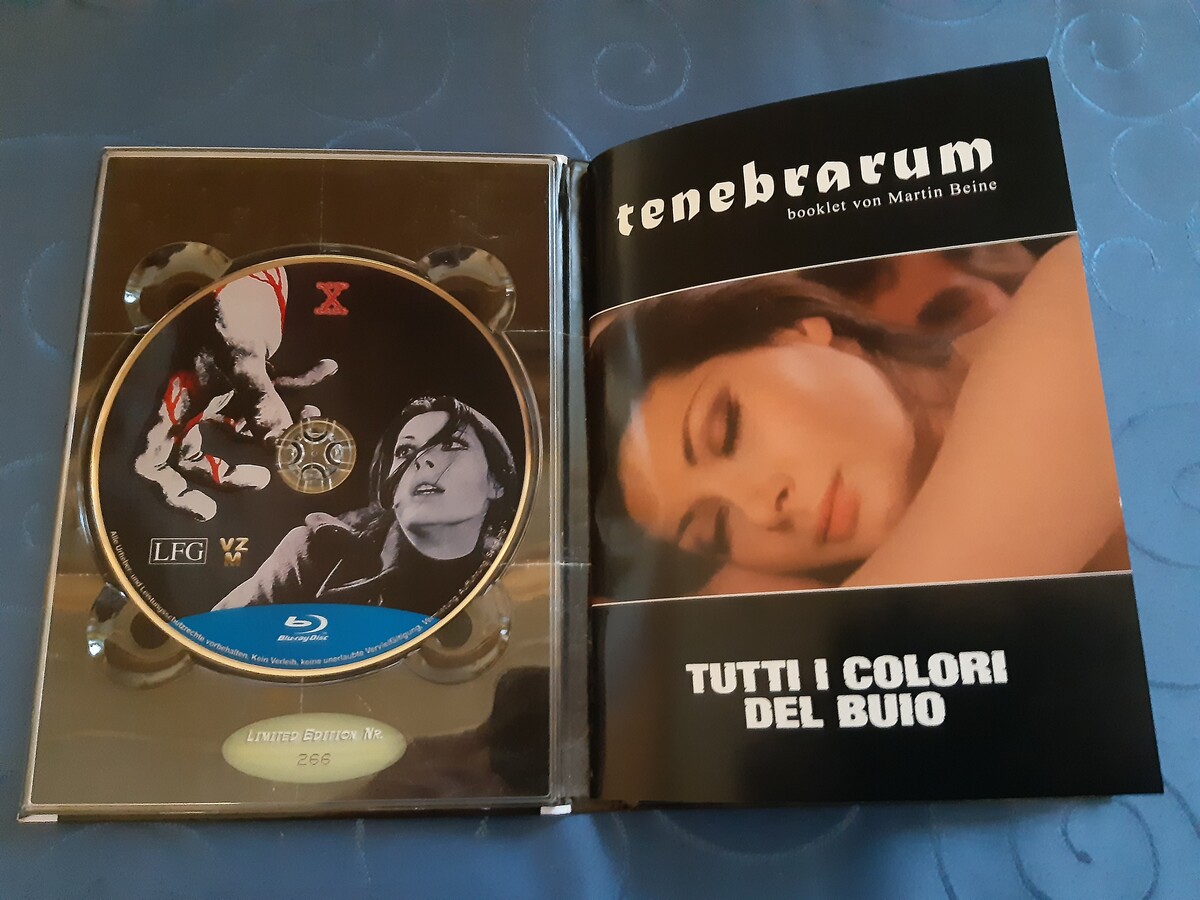 X
LFG
VZ
M
Blu-ray Disc
Alle Urheber- und Leistungsschutzrechte vorbehalten. Kein Verleih, keine unerlaubte Vervielfältigung,
LIMITED EDITION NR.
266
tenebrarum
booklet von Martin Beine
TUTTI I COLORI
DEL BUIO